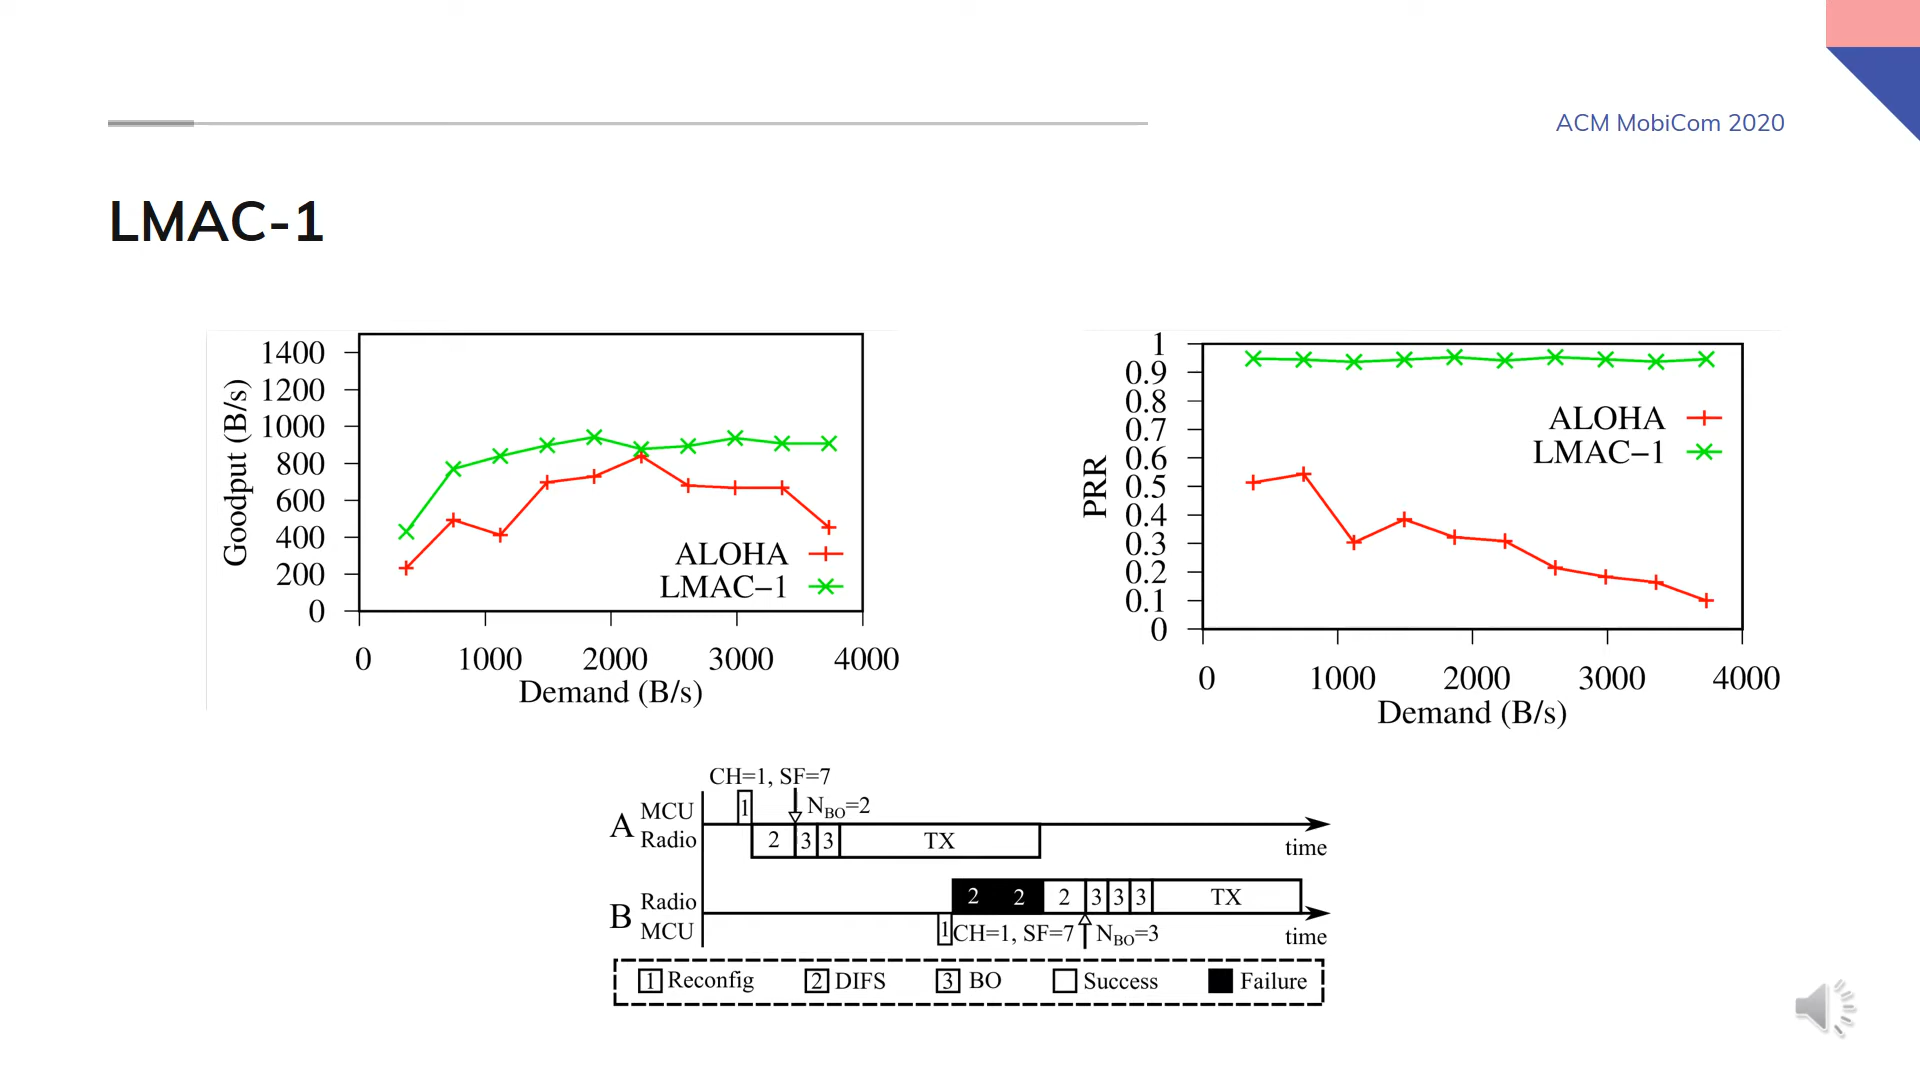 ACM MobiCom 2020
LMAC-1
Goodput (B/s)
1400
1200
1000
800
600
400
200
0
ALOHA
LMAC−1
0 1000 2000 3000 4000
Demand (B/s)
PRR
1
0.9
0.8
0.7
0.6
0.5
0.4
0.3
0.2
0.1
0
ALOHA
LMAC−1
0 1000 2000 3000 4000
Demand (B/s)
CH=1, SF=7
A MCU 1 N_BO=2
Radio 2 3 3 TX
time
B Radio 2 2 2 3 3 3 TX
MCU 1 CH=1, SF=7 N_BO=3
time
1 Reconfig 2 DIFS 3 BO Success Failure